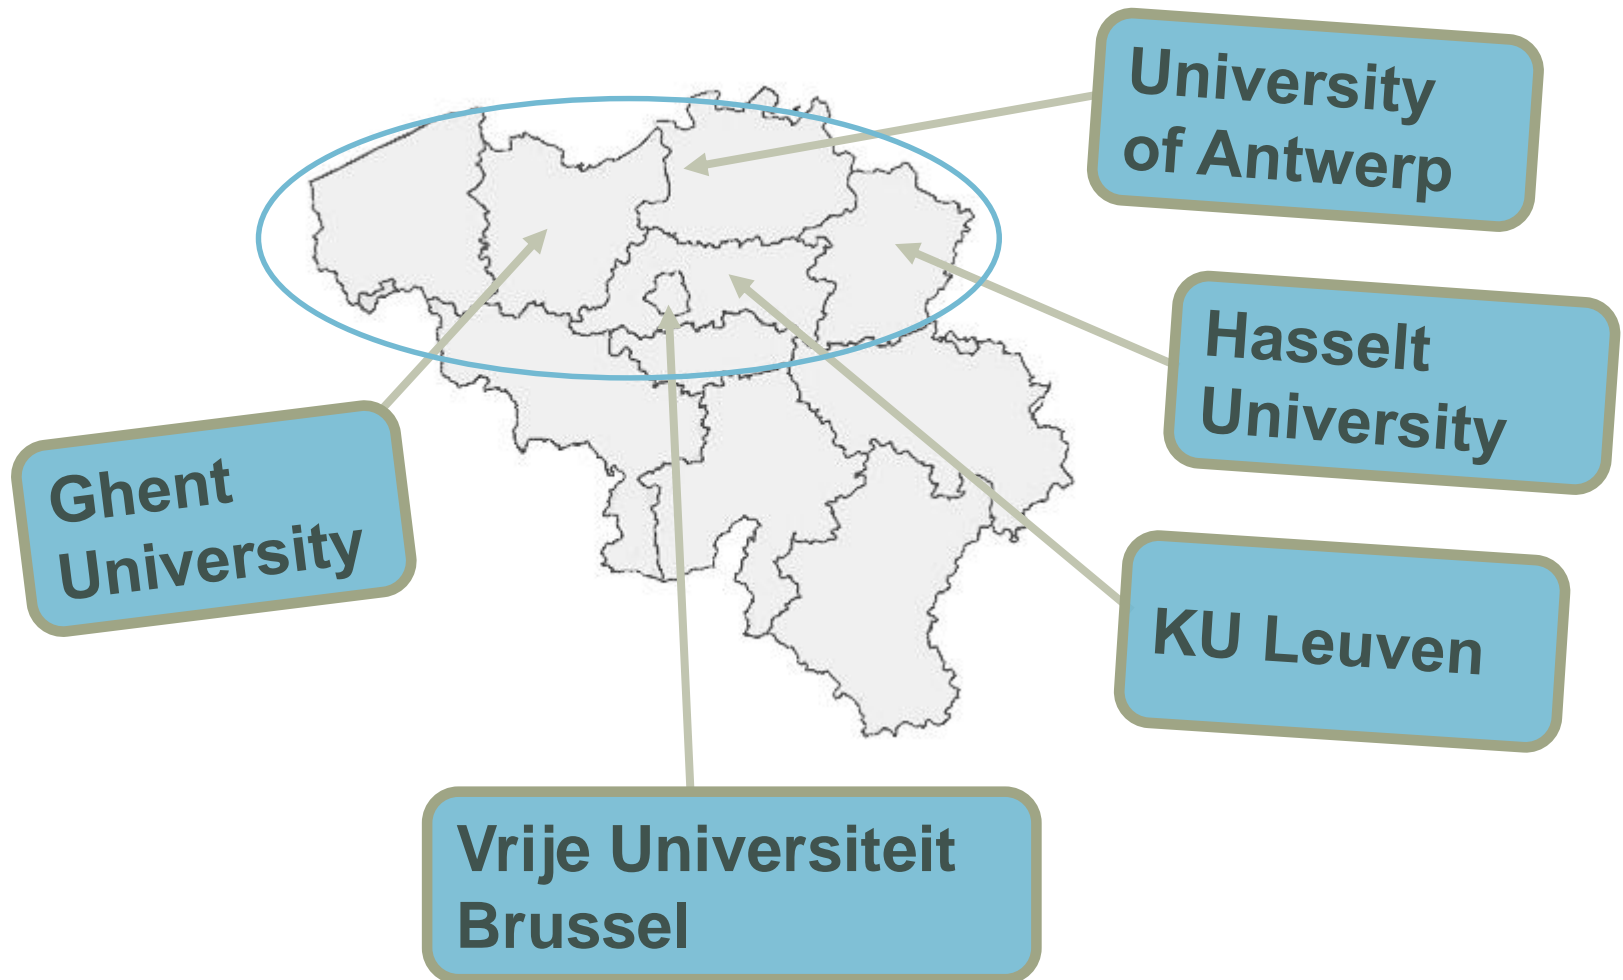 University
of Antwerp
Hasselt
University
Ghent
University
KU Leuven
Vrije Universiteit
Brussel